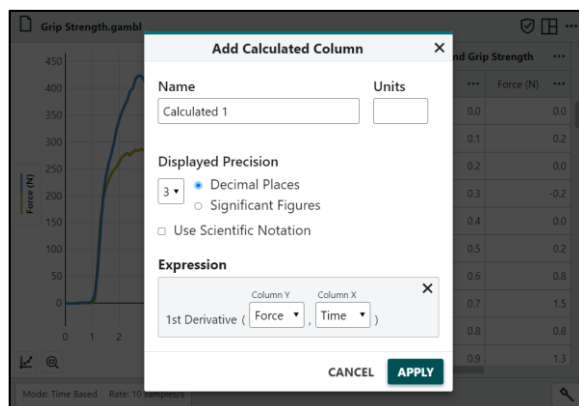 Grip Strength.gambl
Add Calculated Column
Name
Units
Calculated 1
Displayed Precision
3
Decimal Places
Significant Figures
Use Scientific Notation
Expression
Column Y
Column X
1st Derivative ( Force , Time )
CANCEL
APPLY
450
400
350
300
250
200
150
100
50
0
Force (N)
0
1
2
nd Grip Strength
Force (N)
0.0 0.0
0.1 0.2
0.2 0.0
0.3 -0.2
0.4 0.0
0.5 0.2
0.6 0.8
0.7 1.5
0.8 0.8
0.9 1.3
Mode: Time Based Rate: 10 samples/s